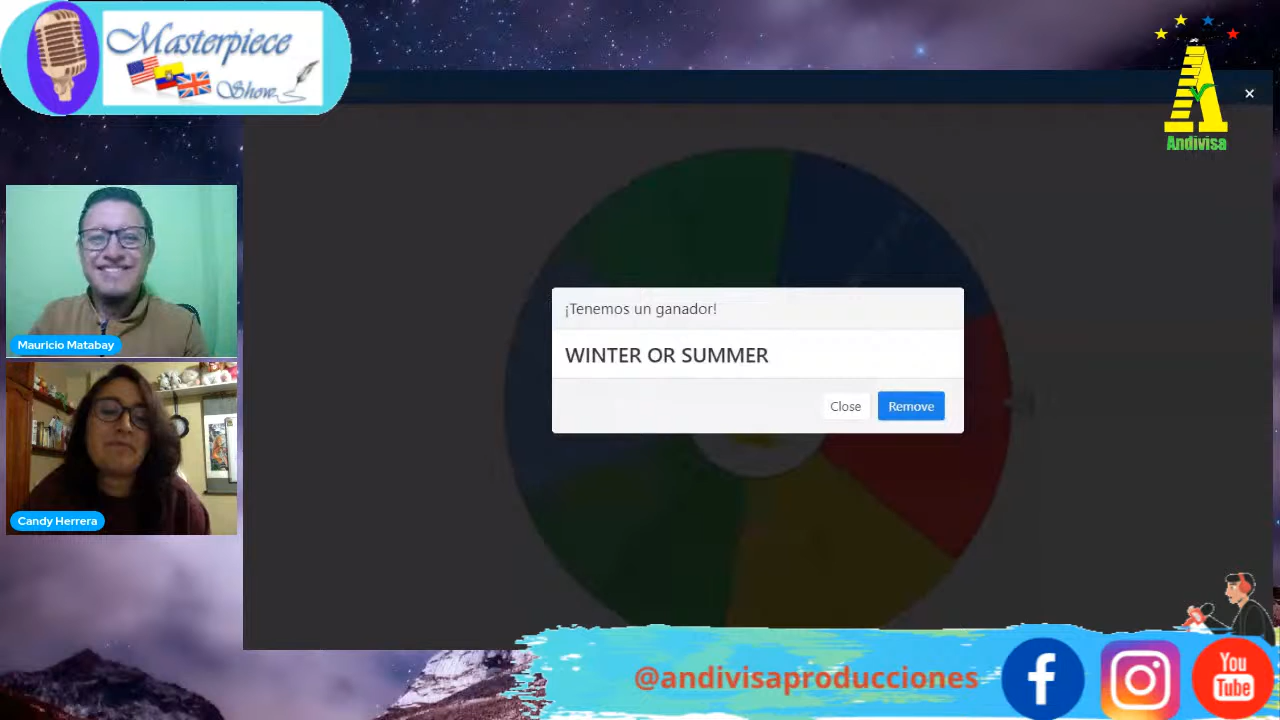 Masterpiece
Show
Andivisa
Mauricio Matabay
Candy Herrera
¡Tenemos un ganador!
WINTER OR SUMMER
Close
Remove
@andivisaproducciones
You
Tube